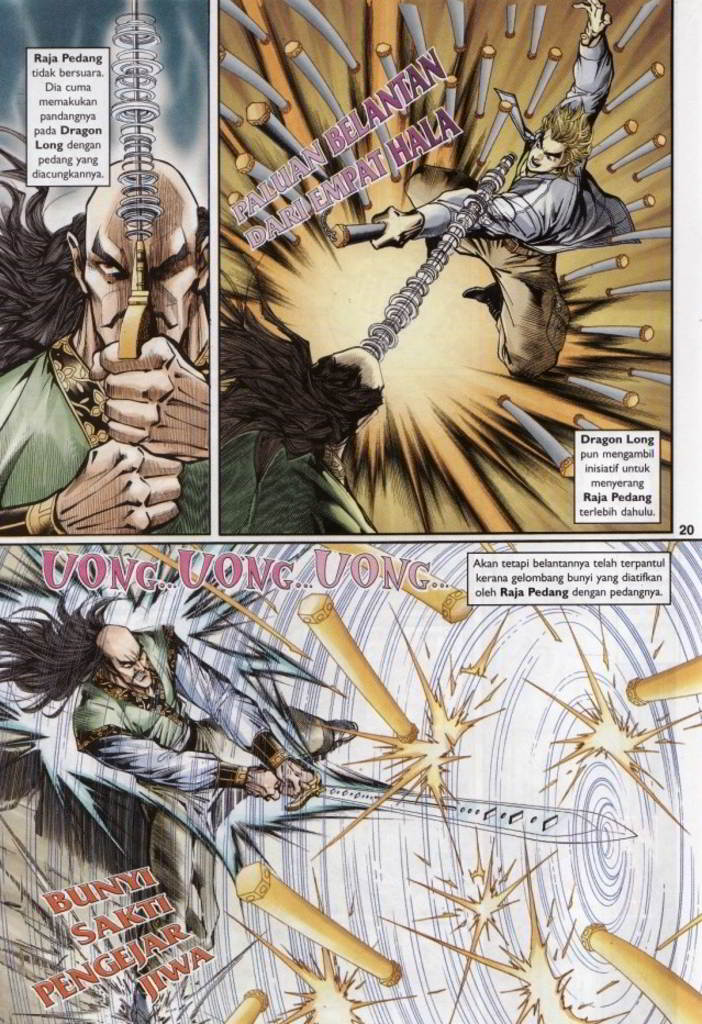 Raja Pedang
tidak bersuara.
Dia cuma
memakukan
pandangnya
pada Dragon
Long dengan
pedang yang
diacungkannya.
PALUAN BELANTAN
DARI EMPAT HALA
Dragon Long
pun mengambil
inisiatif untuk
menyerang
Raja Pedang
terlebih dahulu.
20
UONG... UONG... UONG...
Akan tetapi belantannya telah terpantul
kerana gelombang bunyi yang diatifkan
oleh Raja Pedang dengan pedangnya.
BUNYI
SAKTI
PENGEJAR
JIWA